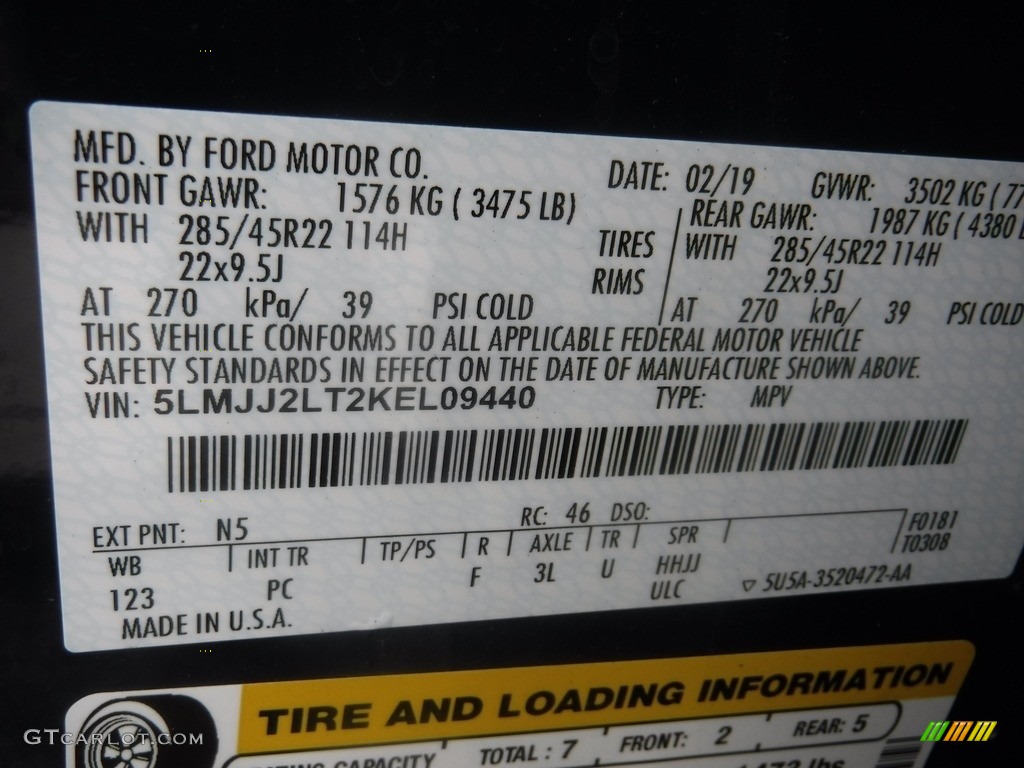 MFD. BY FORD MOTOR CO.
DATE: 02/19 GVWR: 3502 KG (77
FRONT GAWR: 1576 KG ( 3475 LB)
REAR GAWR: 1987 KG ( 4380 L
WITH 285/45R22 114H TIRES WITH 285/45R22 114H
22x9.5J RIMS 22x9.5J
AT 270 kPa/ 39 PSI COLD AT 270 kPa/ 39 PSI COLD
THIS VEHICLE CONFORMS TO ALL APPLICABLE FEDERAL MOTOR VEHICLE
SAFETY STANDARDS IN EFFECT ON THE DATE OF MANUFACTURE SHOWN ABOVE.
VIN: 5LMJJ2LT2KEL09440 TYPE: MPV
EXT PNT: N5 RC: 46 DSO:
F0181
WB INT TR TP/PS R AXLE TR SPR T0308
123 PC F 3L U HHJJ
ULC ▽ 5U5A-3520472-AA
MADE IN U.S.A.
TIRE AND LOADING INFORMATION
SEATING CAPACITY TOTAL : 7 FRONT: 2 REAR: 5
GTCARLOT.COM